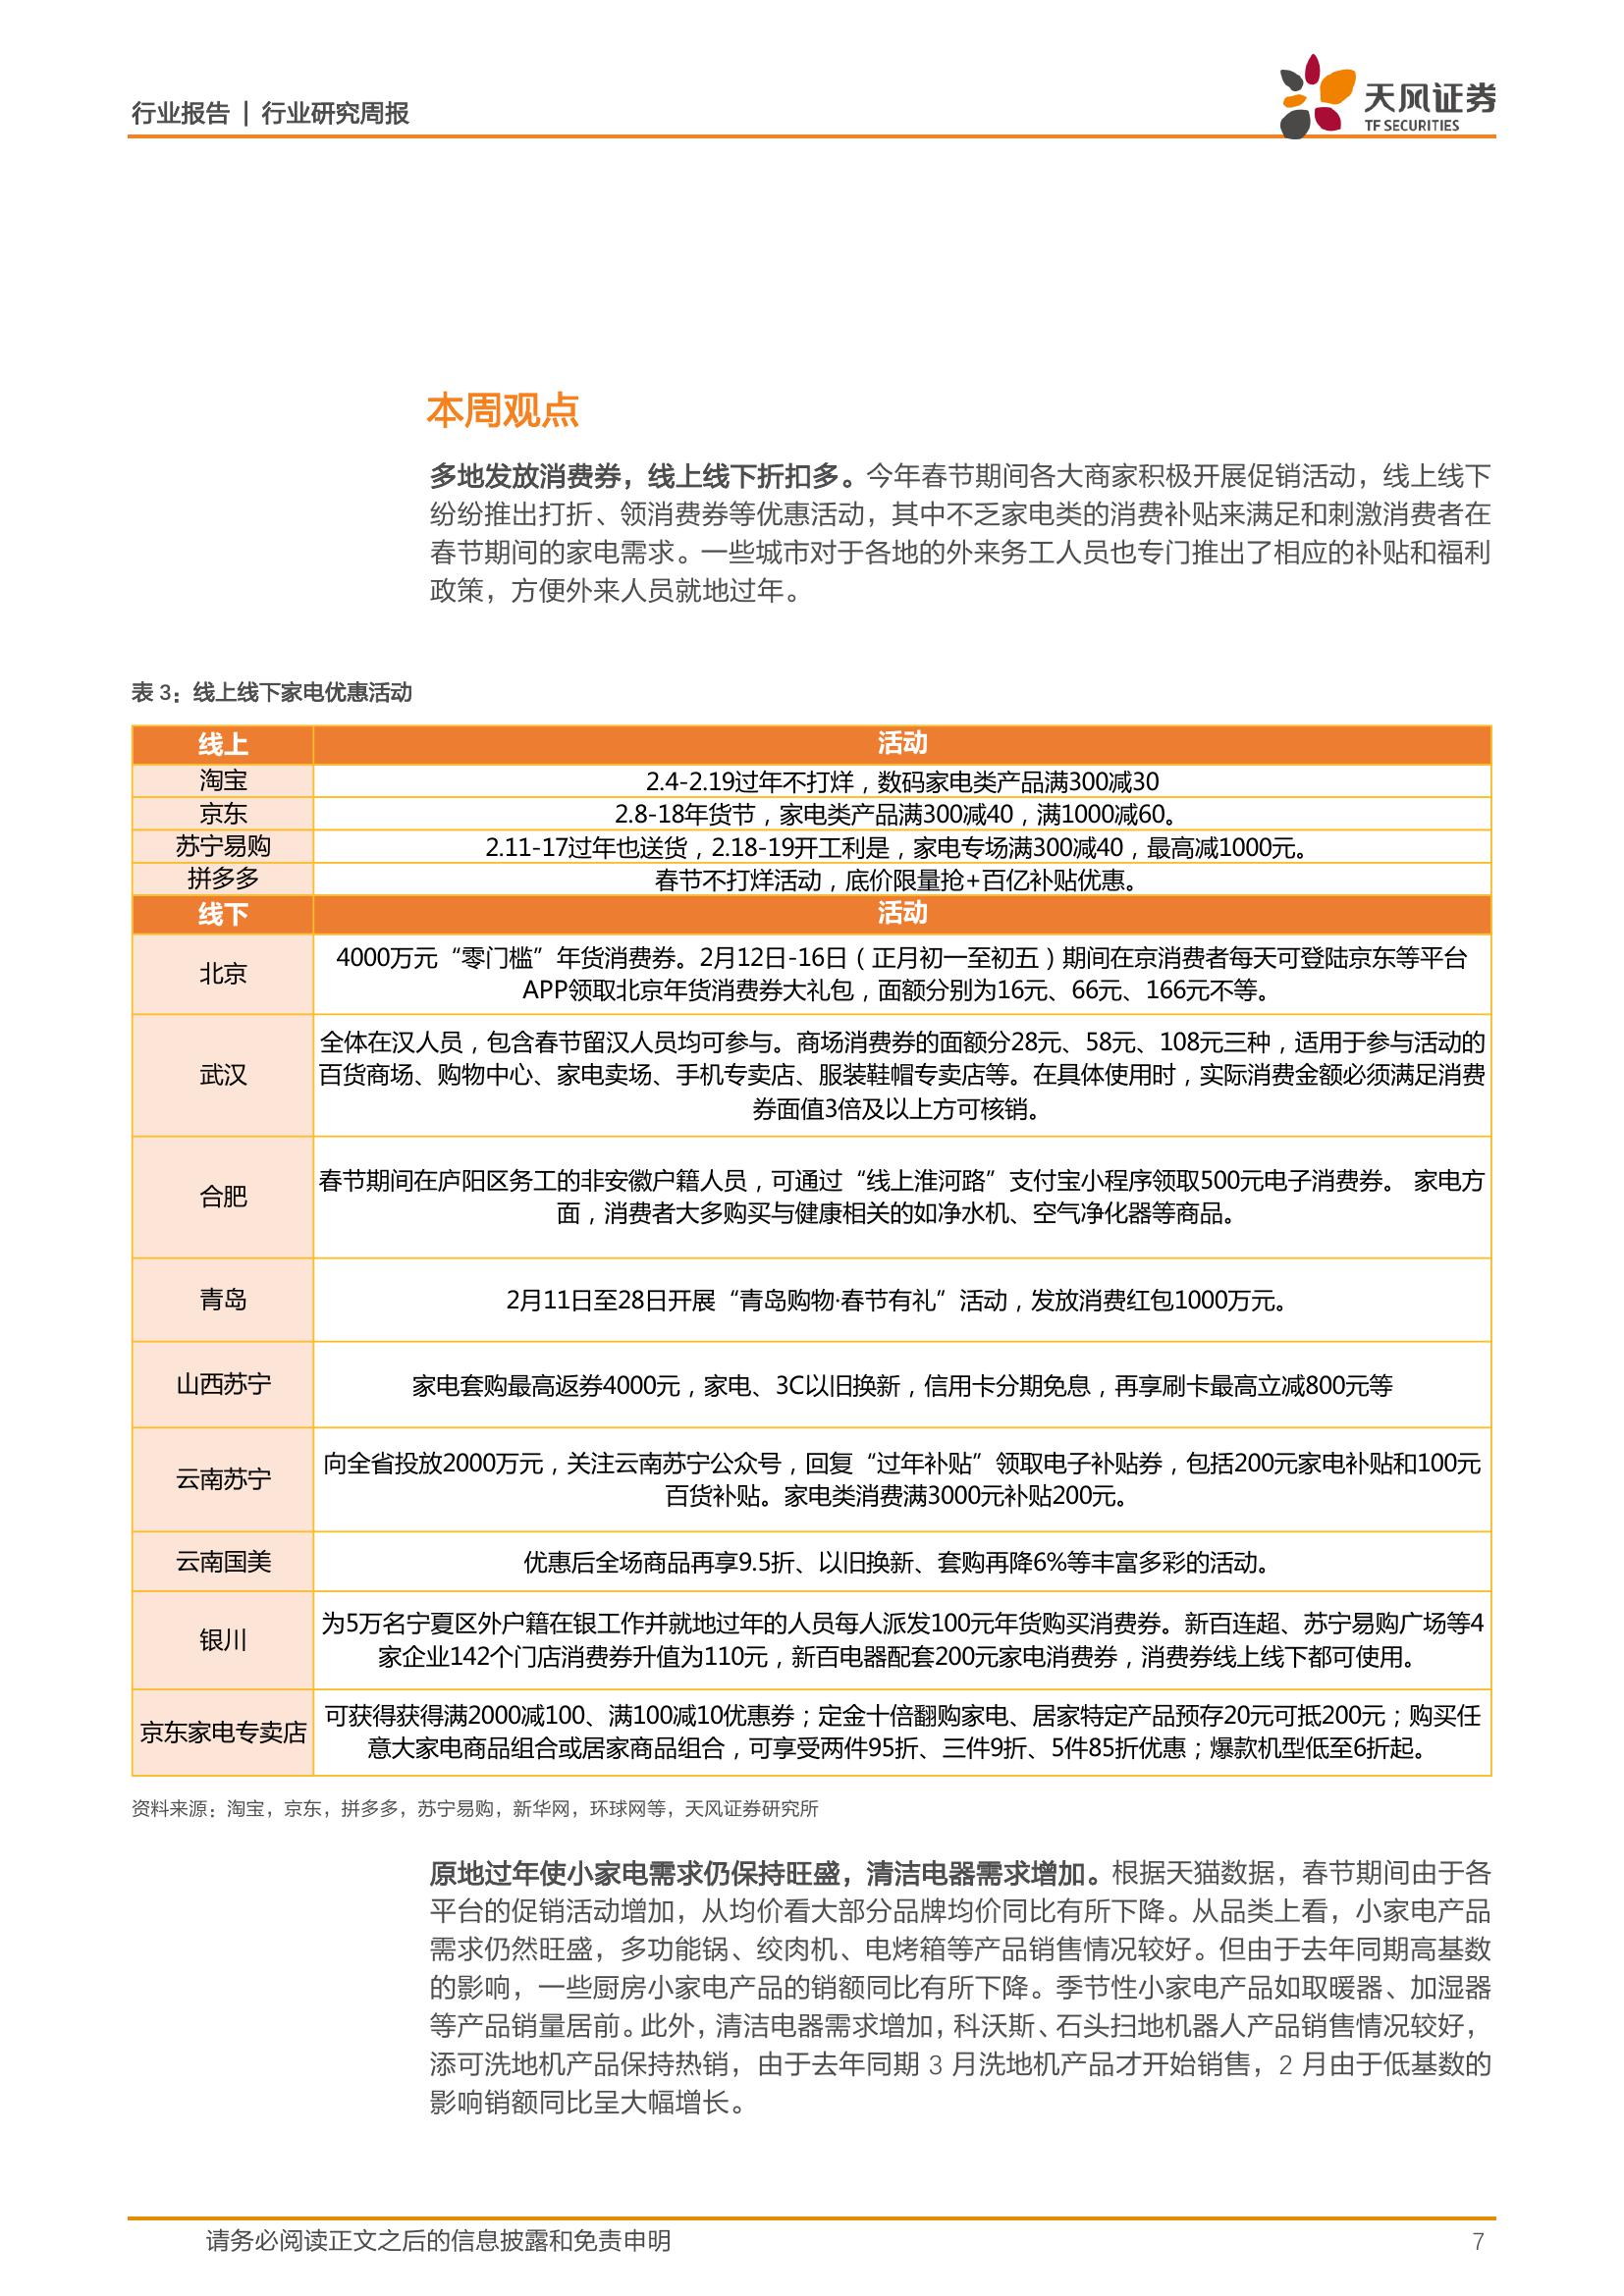 行业报告 | 行业研究周报
天风证券
TF SECURITIES
本周观点
多地发放消费券，线上线下折扣多。今年春节期间各大商家积极开展促销活动，线上线下
纷纷推出打折、领消费券等优惠活动，其中不乏家电类的消费补贴来满足和刺激消费者在
春节期间的家电需求。一些城市对于各地的外来务工人员也专门推出了相应的补贴和福利
政策，方便外来人员就地过年。
表 3：线上线下家电优惠活动
线上 活动
淘宝 2.4-2.19过年不打烊，数码家电类产品满300减30
京东 2.8-18年货节，家电类产品满300减40，满1000减60。
苏宁易购 2.11-17过年也送货，2.18-19开工利是，家电专场满300减40，最高减1000元。
拼多多 春节不打烊活动，底价限量抢+百亿补贴优惠。
线下 活动
北京
4000万元“零门槛”年货消费券。2月12日-16日（正月初一至初五）期间在京消费者每天可登陆京东等平台
APP领取北京年货消费券大礼包，面额分别为16元、66元、166元不等。
武汉
全体在汉人员，包含春节留汉人员均可参与。商场消费券的面额分28元、58元、108元三种，适用于参与活动的
百货商场、购物中心、家电卖场、手机专卖店、服装鞋帽专卖店等。在具体使用时，实际消费金额必须满足消费
券面值3倍及以上方可核销。
合肥
春节期间在庐阳区务工的非安徽户籍人员，可通过“线上淮河路”支付宝小程序领取500元电子消费券。 家电方
面，消费者大多购买与健康相关的如净水机、空气净化器等商品。
青岛 2月11日至28日开展“青岛购物·春节有礼”活动，发放消费红包1000万元。
山西苏宁 家电套购最高返券4000元，家电、3C以旧换新，信用卡分期免息，再享刷卡最高立减800元等
云南苏宁
向全省投放2000万元，关注云南苏宁公众号，回复“过年补贴”领取电子补贴券，包括200元家电补贴和100元
百货补贴。家电类消费满3000元补贴200元。
云南国美 优惠后全场商品再享9.5折、以旧换新、套购再降6%等丰富多彩的活动。
银川
为5万名宁夏区外户籍在银工作并就地过年的人员每人派发100元年货购买消费券。新百连超、苏宁易购广场等4
家企业142个门店消费券升值为110元，新百电器配套200元家电消费券，消费券线上线下都可使用。
京东家电专卖店
可获得获得满2000减100、满100减10优惠券；定金十倍翻购家电、居家特定产品预存20元可抵200元；购买任
意大家电商品组合或居家商品组合，可享受两件95折、三件9折、5件85折优惠；爆款机型低至6折起。
资料来源：淘宝，京东，拼多多，苏宁易购，新华网，环球网等，天风证券研究所
原地过年使小家电需求仍保持旺盛，清洁电器需求增加。根据天猫数据，春节期间由于各
平台的促销活动增加，从均价看大部分品牌均价同比有所下降。从品类上看，小家电产品
需求仍然旺盛，多功能锅、绞肉机、电烤箱等产品销售情况较好。但由于去年同期高基数
的影响，一些厨房小家电产品的销额同比有所下降。季节性小家电产品如取暖器、加湿器
等产品销量居前。此外，清洁电器需求增加，科沃斯、石头扫地机器人产品销售情况较好，
添可洗地机产品保持热销，由于去年同期 3 月洗地机产品才开始销售，2 月由于低基数的
影响销额同比呈大幅增长。
请务必阅读正文之后的信息披露和免责申明
7